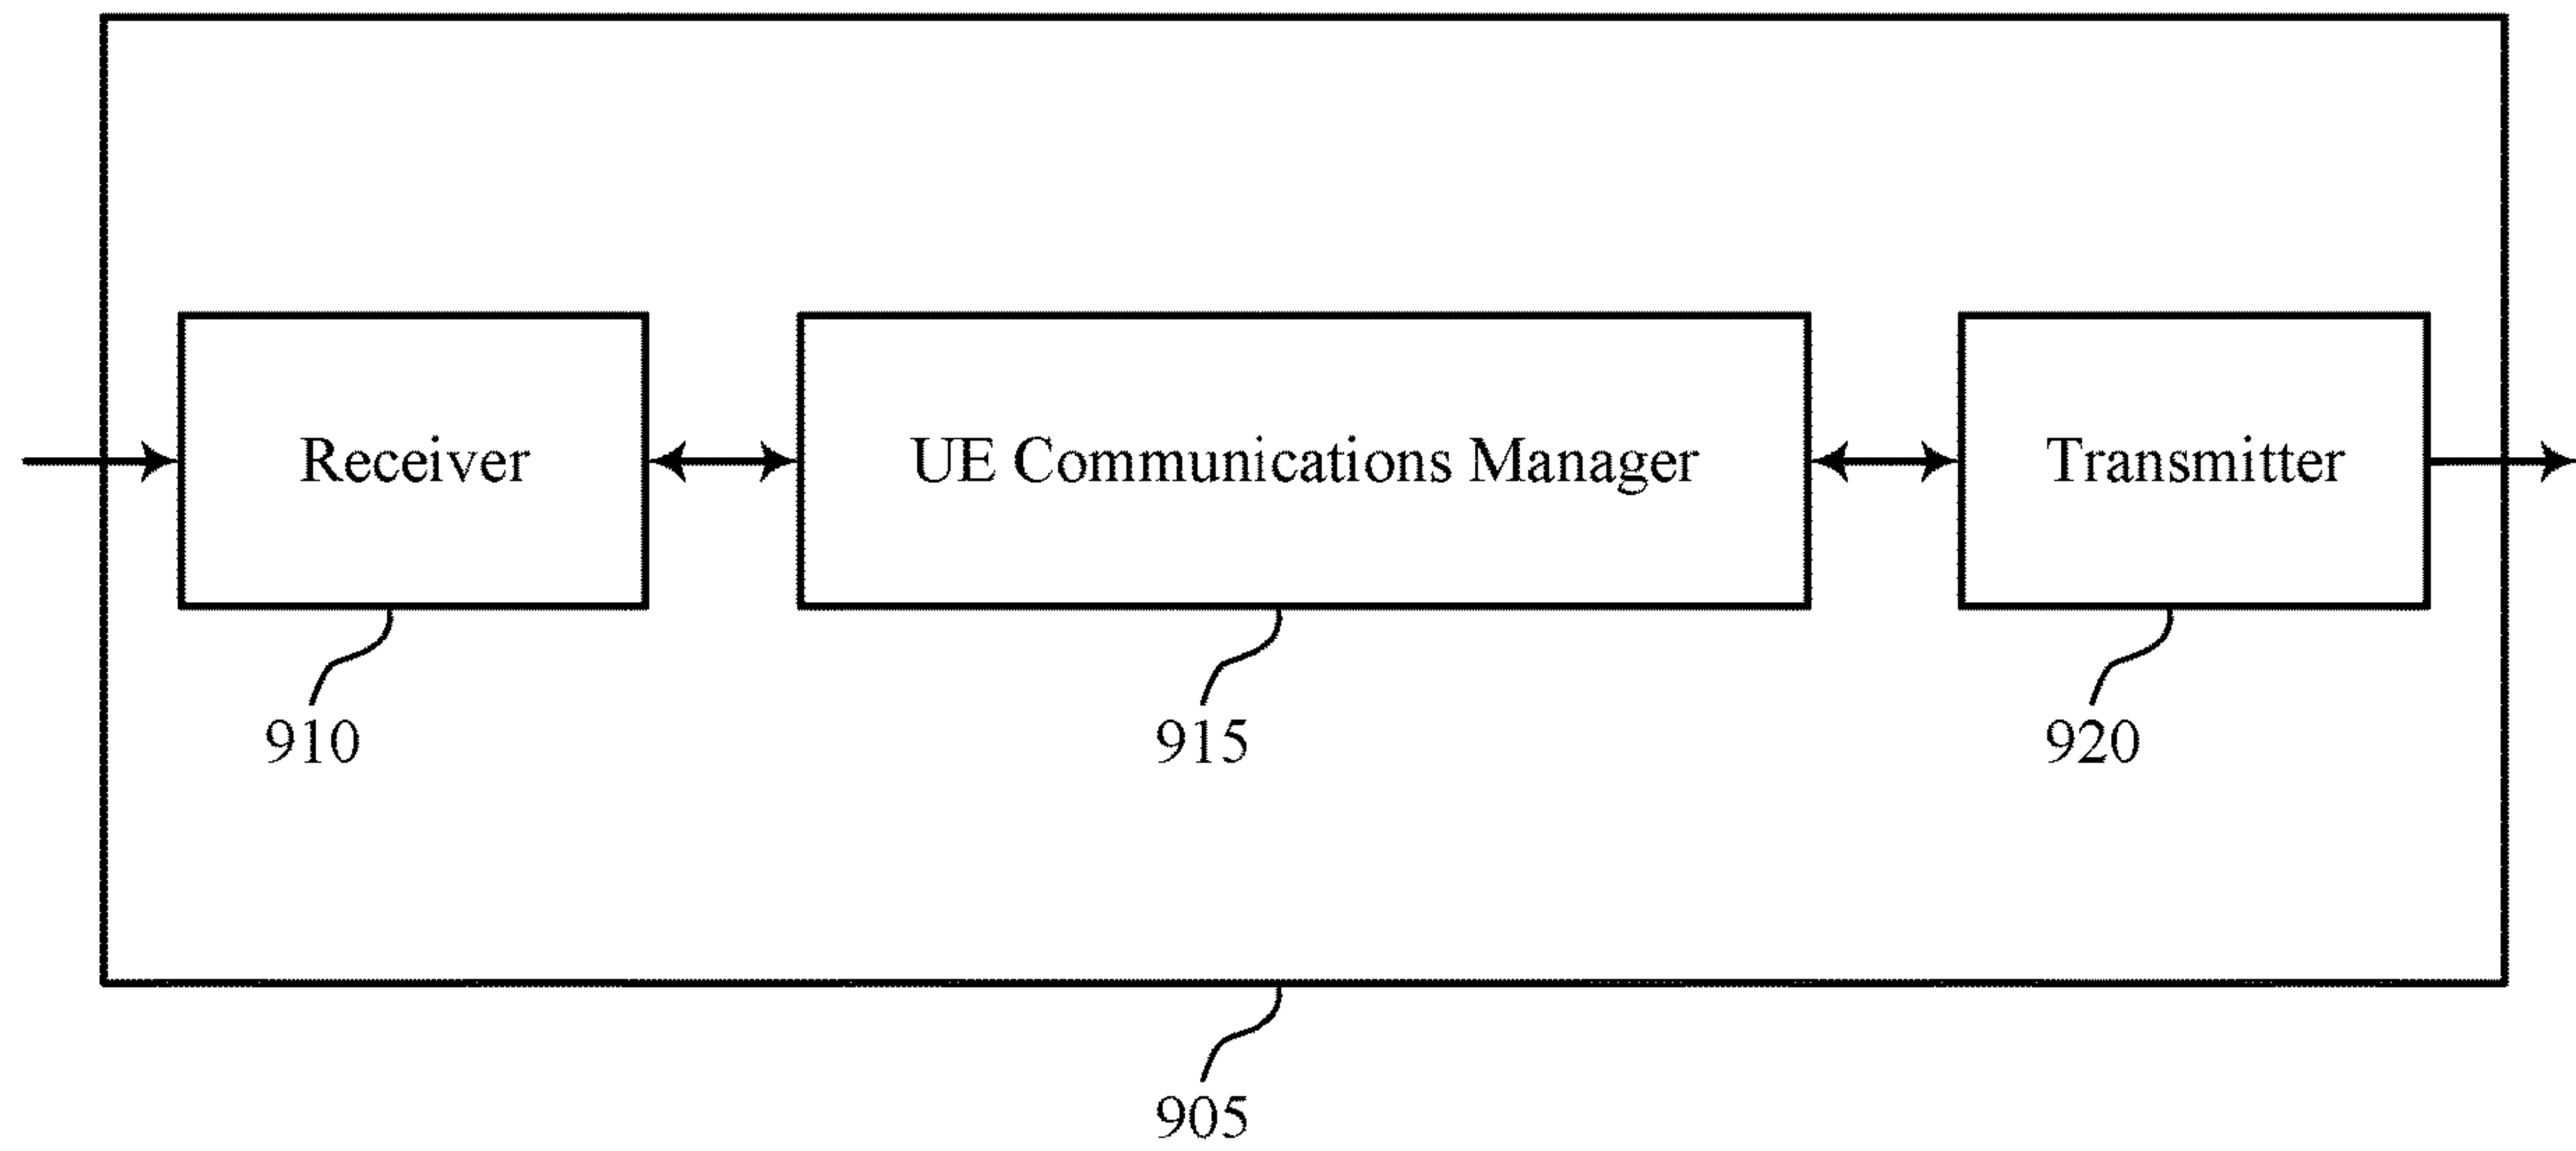 Receiver
UE Communications Manager
Transmitter
910
915
920
905